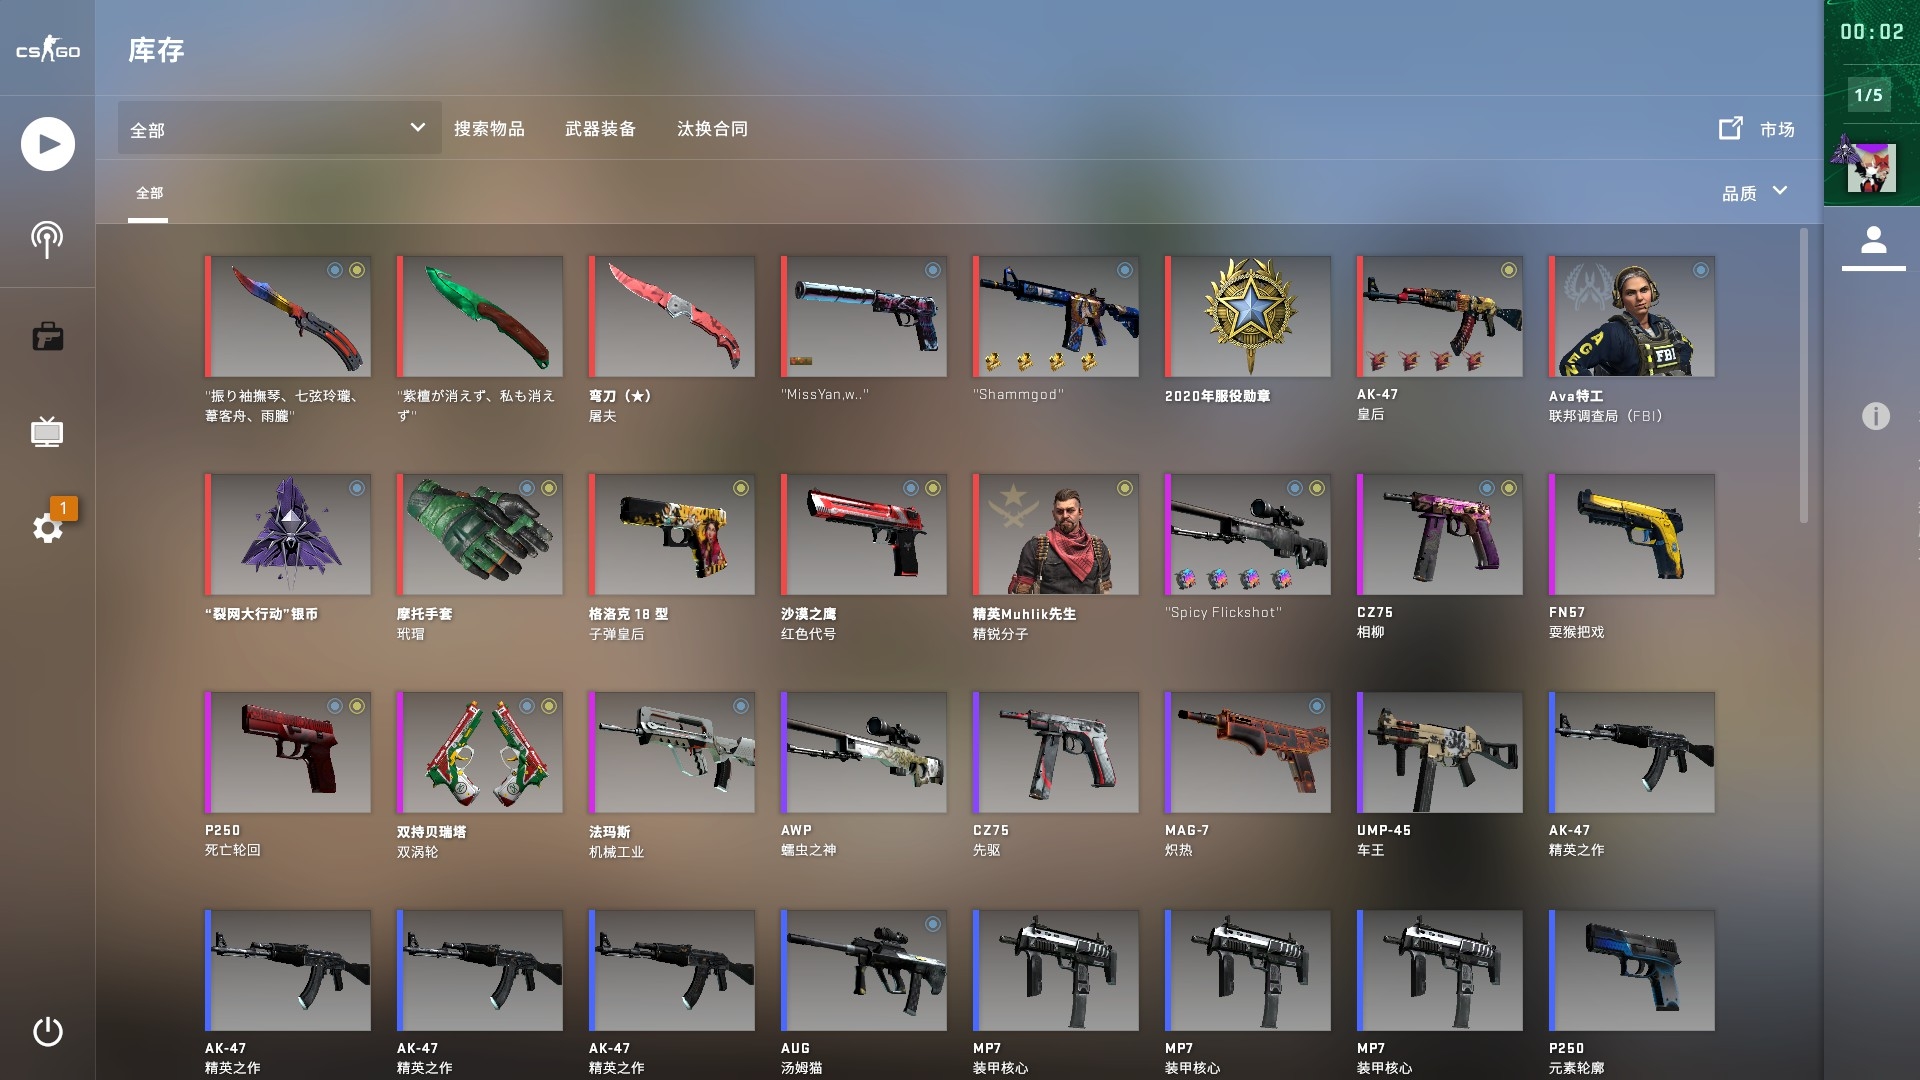 CS GO
库存
00:02
1/5
全部
搜索物品
武器装备
汰换合同
市场
全部
品质
1
"振り袖撫琴、七弦玲瓏、
葦客舟、雨朧"
"紫檀が消えず、私も消え
ず"
弯刀（★）
屠夫
"MissYan,w.."
"Shammgod"
2020年服役勋章
AK-47
皇后
FBI
Ava特工
联邦调查局（FBI）
“裂网大行动”银币
摩托手套
玳瑁
格洛克 18 型
子弹皇后
沙漠之鹰
红色代号
精英Muhlik先生
精锐分子
"Spicy Flickshot"
CZ75
相柳
FN57
耍猴把戏
P250
死亡轮回
双持贝瑞塔
双涡轮
法玛斯
机械工业
AWP
蠕虫之神
CZ75
先驱
MAG-7
炽热
UMP-45
车王
AK-47
精英之作
AK-47
精英之作
AK-47
精英之作
AK-47
精英之作
AUG
汤姆猫
MP7
装甲核心
MP7
装甲核心
MP7
装甲核心
P250
元素轮廓